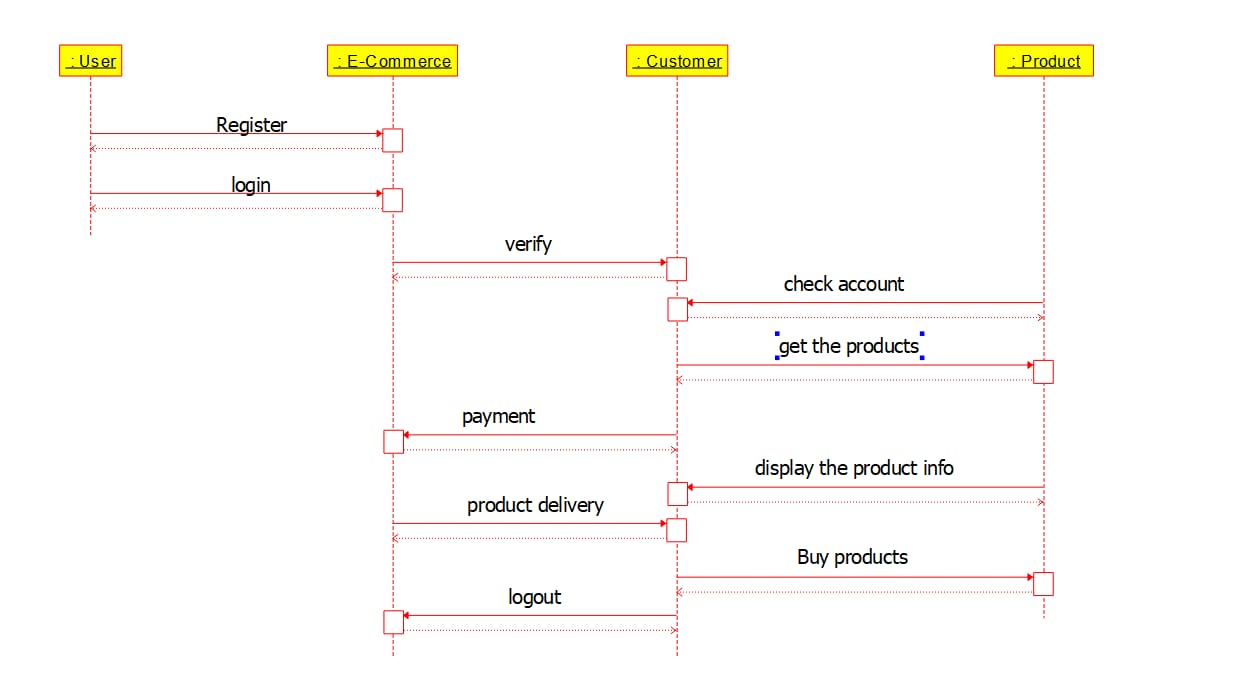 : User
: E-Commerce
: Customer
: Product
Register
login
verify
check account
get the products
payment
display the product info
product delivery
Buy products
logout